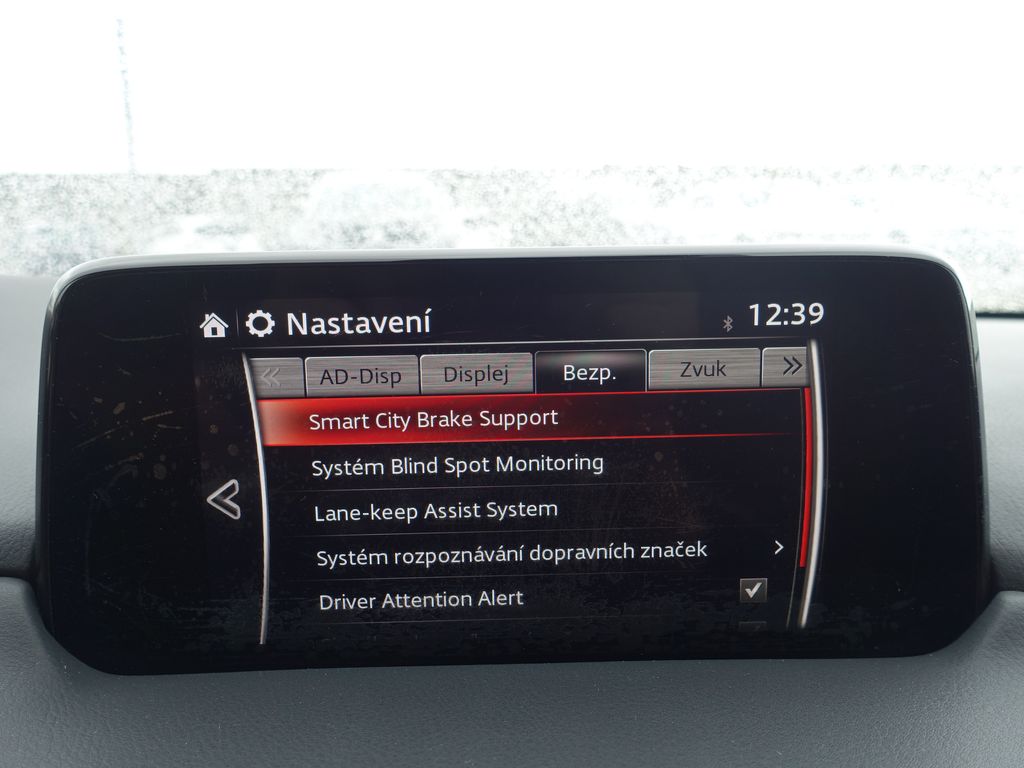 Nastavení 12:39
AD-Disp Displej Bezp. Zvuk
Smart City Brake Support
Systém Blind Spot Monitoring
Lane-keep Assist System
Systém rozpoznávání dopravních značek
Driver Attention Alert